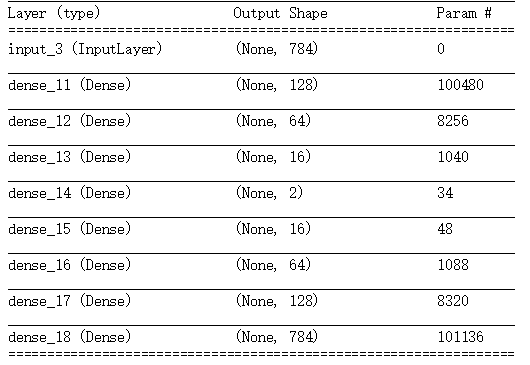 Layer (type) Output Shape Param #
=================================================================
input_3 (InputLayer) (None, 784) 0
dense_11 (Dense) (None, 128) 100480
dense_12 (Dense) (None, 64) 8256
dense_13 (Dense) (None, 16) 1040
dense_14 (Dense) (None, 2) 34
dense_15 (Dense) (None, 16) 48
dense_16 (Dense) (None, 64) 1088
dense_17 (Dense) (None, 128) 8320
dense_18 (Dense) (None, 784) 101136
=================================================================